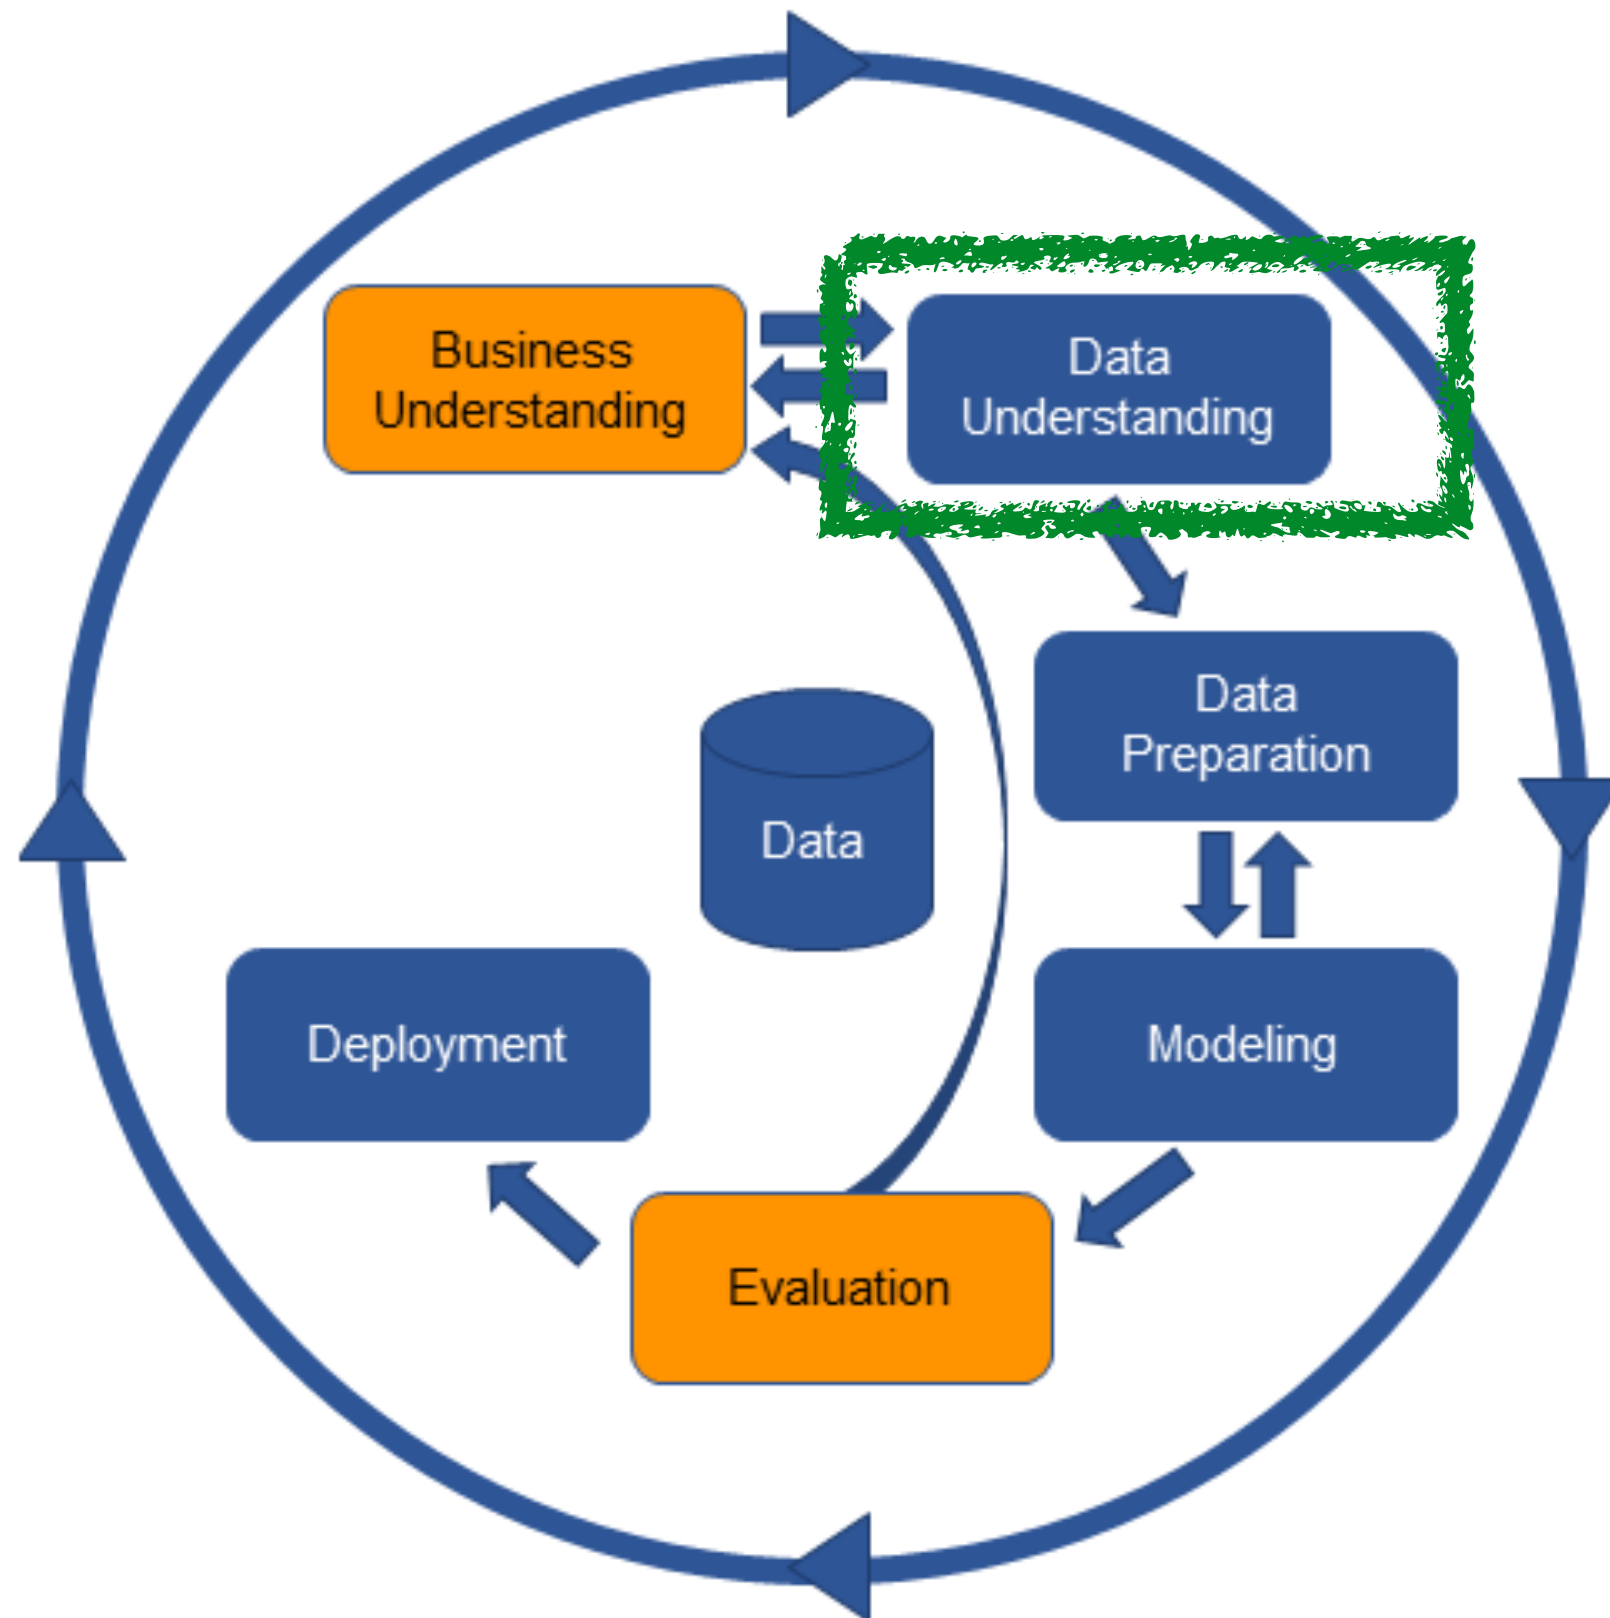 Business
Understanding
Data
Understanding
Data
Preparation
Data
Deployment
Modeling
Evaluation